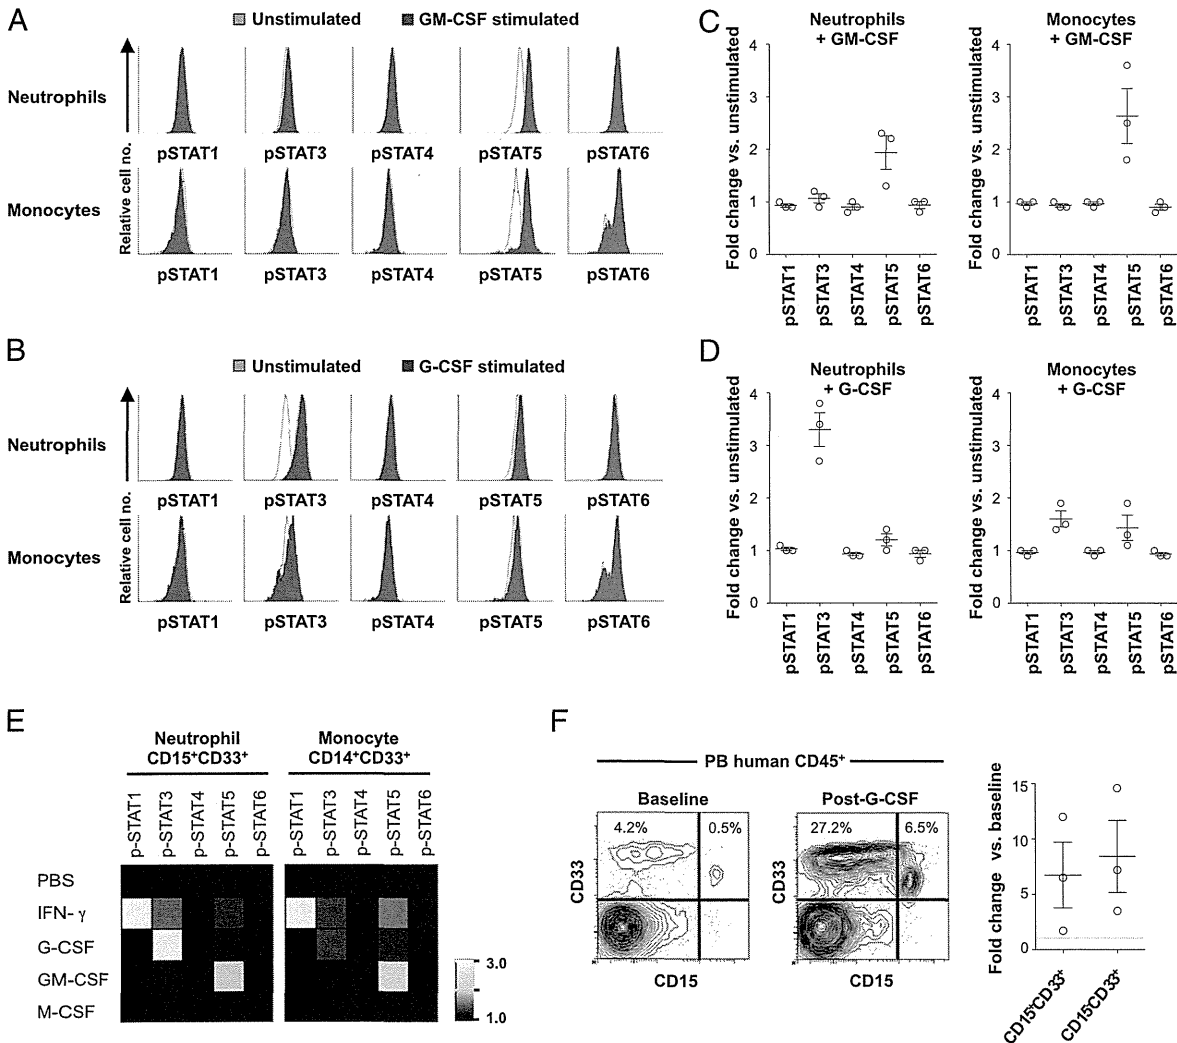 A
Unstimulated
GM-CSF stimulated
Neutrophils
pSTAT1
pSTAT3
pSTAT4
pSTAT5
pSTAT6
Monocytes
Relative cell no.
pSTAT1
pSTAT3
pSTAT4
pSTAT5
pSTAT6
C
Neutrophils
+ GM-CSF
Fold change vs. unstimulated
4
3
2
1
0
pSTAT1
pSTAT3
pSTAT4
pSTAT5
pSTAT6
Monocytes
+ GM-CSF
4
3
2
1
0
pSTAT1
pSTAT3
pSTAT4
pSTAT5
pSTAT6
B
Unstimulated
G-CSF stimulated
Neutrophils
pSTAT1
pSTAT3
pSTAT4
pSTAT5
pSTAT6
Monocytes
Relative cell no.
pSTAT1
pSTAT3
pSTAT4
pSTAT5
pSTAT6
D
Neutrophils
+ G-CSF
Fold change vs. unstimulated
4
3
2
1
0
pSTAT1
pSTAT3
pSTAT4
pSTAT5
pSTAT6
Monocytes
+ G-CSF
Fold change vs. unstimulated
4
3
2
1
0
pSTAT1
pSTAT3
pSTAT4
pSTAT5
pSTAT6
E
Neutrophil
CD15+CD33+
Monocyte
CD14+CD33+
p-STAT1
p-STAT3
p-STAT4
p-STAT5
p-STAT6
p-STAT1
p-STAT3
p-STAT4
p-STAT5
p-STAT6
PBS
IFN- γ
G-CSF
GM-CSF
M-CSF
3.0
1.0
F
PB human CD45+
Baseline
Post-G-CSF
4.2%
0.5%
27.2%
6.5%
CD33
CD33
CD15
CD15
Fold change vs. baseline
15
10
5
0
CD15+CD33+
CD15-CD33+
Fold change vs. unstimulated